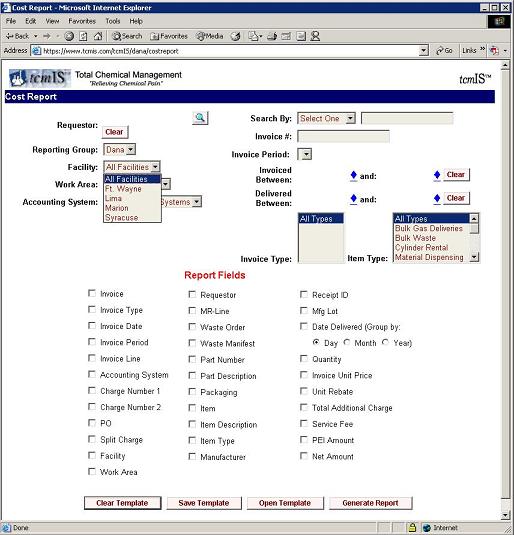 Cost Report - Microsoft Internet Explorer
File Edit View Favorites Tools Help
Back Search Favorites Media
Address https://www.tcmis.com/tcmIS/dana/costreport Go Links »
tcmIS™ Total Chemical Management tcmIS™
"Relieving Chemical Pain"
Cost Report
Requestor: Clear
Search By: Select One
Invoice #:
Reporting Group: Dana
Invoice Period:
Facility: All Facilities
All Facilities
Ft. Wayne
Lima
Marion
Syracuse
Work Area:
Accounting System: Systems
Invoiced Between: and: Clear
Delivered Between: and: Clear
Invoice Type: All Types
Item Type: All Types
Bulk Gas Deliveries
Bulk Waste
Cylinder Rental
Material Dispensing
Report Fields
Invoice Requestor Receipt ID
Invoice Type MR-Line Mfg Lot
Invoice Date Waste Order Date Delivered (Group by:
Invoice Period Waste Manifest Day Month Year)
Invoice Line Part Number Quantity
Accounting System Part Description Invoice Unit Price
Charge Number 1 Packaging Unit Rebate
Charge Number 2 Item Total Additional Charge
PO Item Description Service Fee
Split Charge Item Type PEI Amount
Facility Manufacturer Net Amount
Work Area
Clear Template Save Template Open Template Generate Report
Done Internet